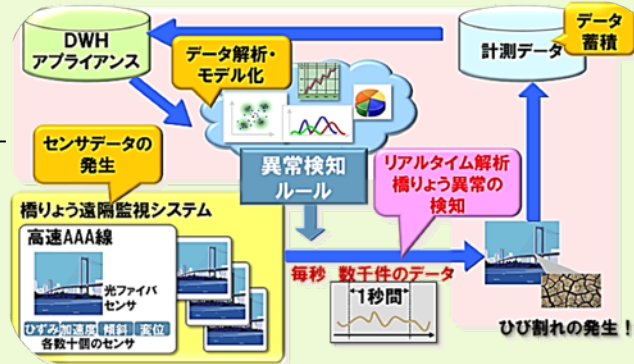 DWH
アプライアンス
データ解析・
モデル化
計測データ
データ
蓄積
センサデータの
発生
異常検知
ルール
リアルタイム解析
橋りょう異常の
検知
橋りょう遠隔監視システム
高速AAA線
光ファイバ
センサ
ひずみ 加速度 傾斜 変位
各数十個のセンサ
毎秒 数千件のデータ
1秒間
ひび割れの発生！